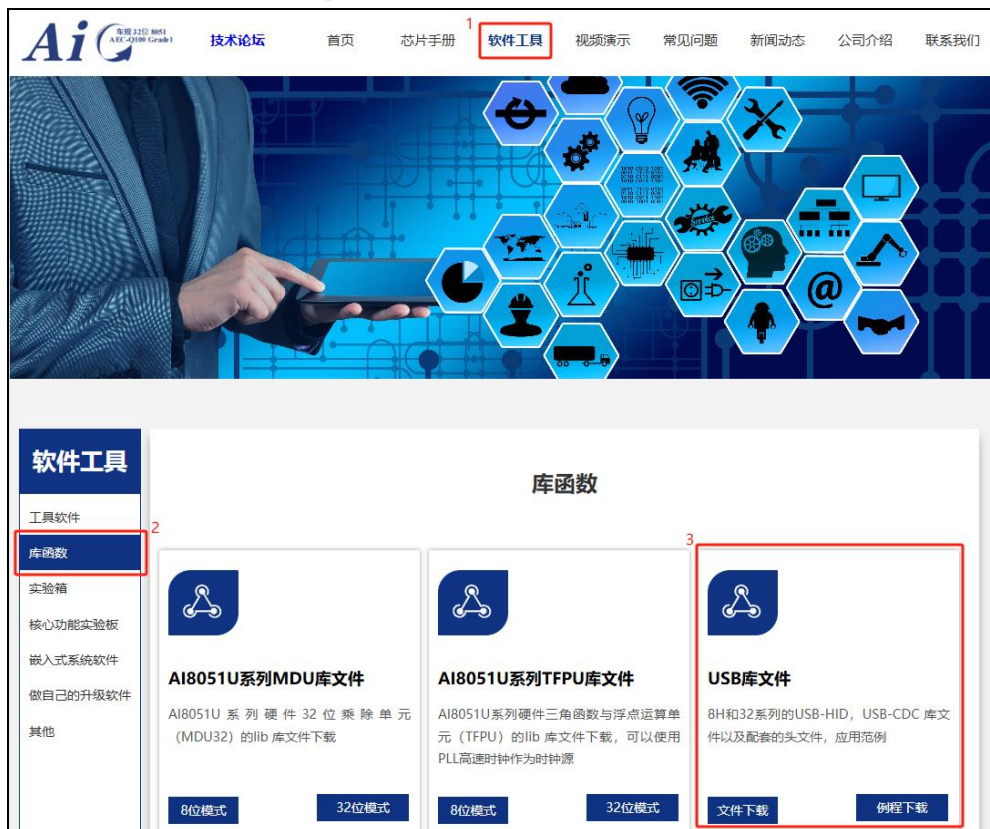 Ai
车规32位 8051
AEC-Q100 Grade1
技术论坛
首页
芯片手册
1
软件工具
视频演示
常见问题
新闻动态
公司介绍
联系我们
@
软件工具
工具软件
2
库函数
实验箱
核心功能实验板
嵌入式系统软件
做自己的升级软件
其他
库函数
AI8051U系列MDU库文件
AI8051U 系 列 硬 件 32 位 乘 除 单 元
（MDU32）的lib 库文件下载
8位模式
32位模式
AI8051U系列TFPU库文件
AI8051U系列硬件三角函数与浮点运算单
元（TFPU）的lib 库文件下载，可以使用
PLL高速时钟作为时钟源
8位模式
32位模式
3
USB库文件
8H和32系列的USB-HID，USB-CDC 库文
件以及配套的头文件，应用范例
文件下载
例程下载